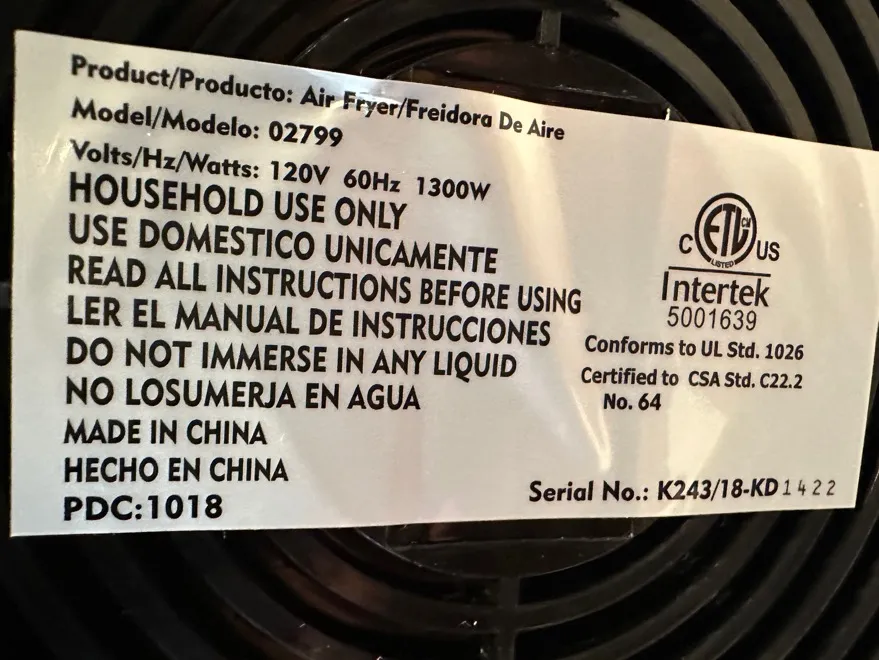 Product/Producto: Air Fryer/Freidora De Aire
Model/Modelo: 02799
Volts/Hz/Watts: 120V 60Hz 1300W
HOUSEHOLD USE ONLY
USE DOMESTICO UNICAMENTE
READ ALL INSTRUCTIONS BEFORE USING
LER EL MANUAL DE INSTRUCCIONES
DO NOT IMMERSE IN ANY LIQUID
NO LOSUMERJA EN AGUA
MADE IN CHINA
HECHO EN CHINA
PDC:1018
C ETL CM US
LISTED
Intertek
5001639
Conforms to UL Std. 1026
Certified to CSA Std. C22.2
No. 64
Serial No.: K243/18-KD1422